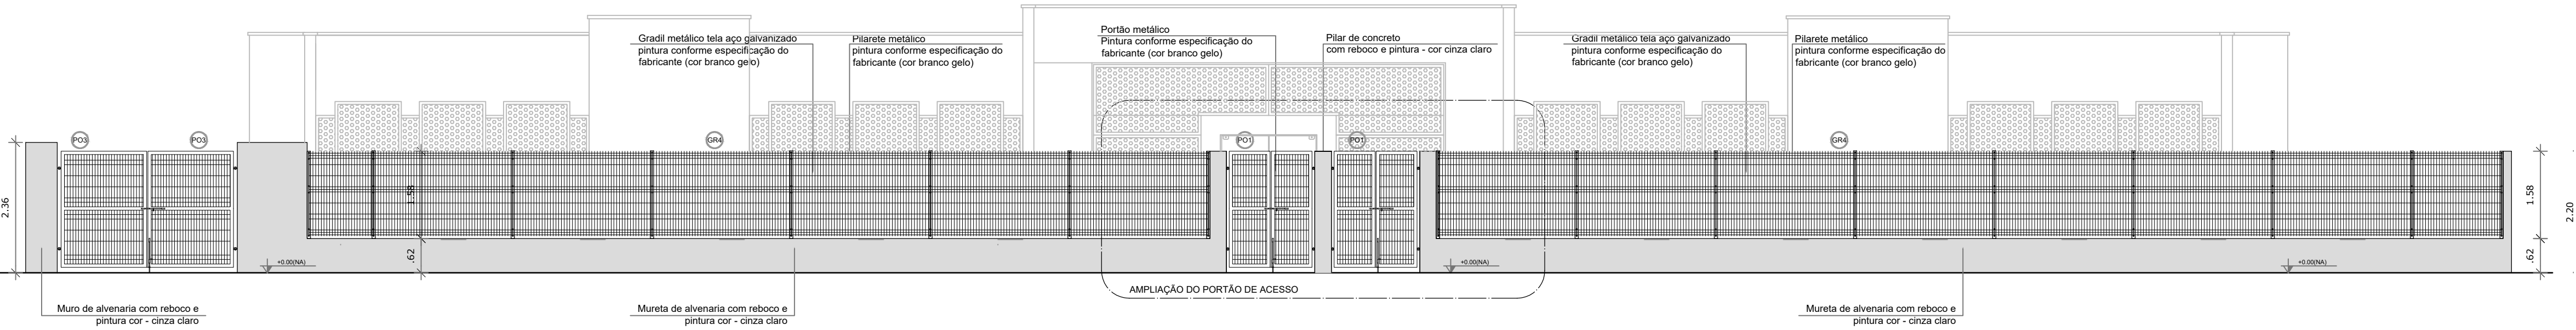 Gradil metálico tela aço galvanizado
pintura conforme especificação do
fabricante (cor branco gelo)
Pilarete metálico
pintura conforme especificação do
fabricante (cor branco gelo)
Portão metálico
Pintura conforme especificação do
fabricante (cor branco gelo)
Pilar de concreto
com reboco e pintura - cor cinza claro
Gradil metálico tela aço galvanizado
pintura conforme especificação do
fabricante (cor branco gelo)
Pilarete metálico
pintura conforme especificação do
fabricante (cor branco gelo)
PO3
PO3
GR4
PO1
PO1
GR4
2.36
1.58
.62
1.58
.62
2.20
+0.00(NA)
+0.00(NA)
+0.00(NA)
AMPLIAÇÃO DO PORTÃO DE ACESSO
Muro de alvenaria com reboco e
pintura cor - cinza claro
Mureta de alvenaria com reboco e
pintura cor - cinza claro
Mureta de alvenaria com reboco e
pintura cor - cinza claro